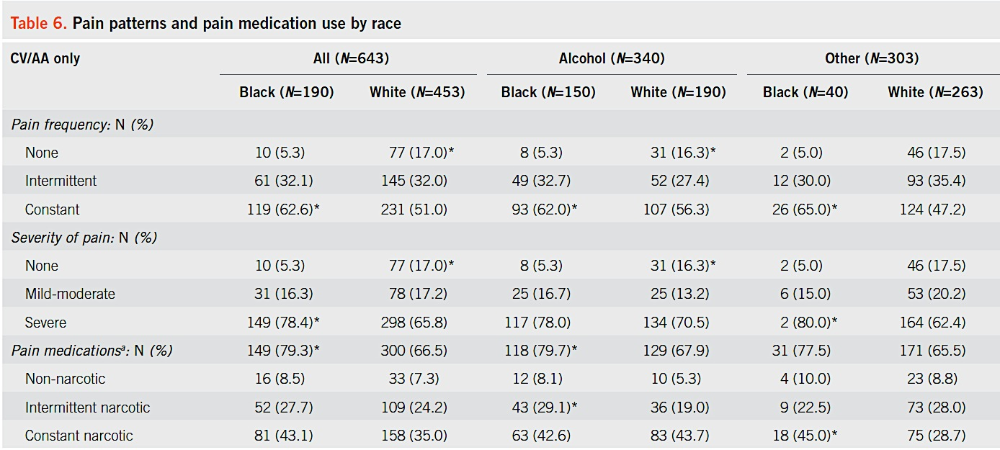 Table 6. Pain patterns and pain medication use by race
CV/AA only All (N=643) Alcohol (N=340) Other (N=303)
Black (N=190) White (N=453) Black (N=150) White (N=190) Black (N=40) White (N=263)
Pain frequency: N (%)
None 10 (5.3) 77 (17.0)* 8 (5.3) 31 (16.3)* 2 (5.0) 46 (17.5)
Intermittent 61 (32.1) 145 (32.0) 49 (32.7) 52 (27.4) 12 (30.0) 93 (35.4)
Constant 119 (62.6)* 231 (51.0) 93 (62.0)* 107 (56.3) 26 (65.0)* 124 (47.2)
Severity of pain: N (%)
None 10 (5.3) 77 (17.0)* 8 (5.3) 31 (16.3)* 2 (5.0) 46 (17.5)
Mild-moderate 31 (16.3) 78 (17.2) 25 (16.7) 25 (13.2) 6 (15.0) 53 (20.2)
Severe 149 (78.4)* 298 (65.8) 117 (78.0) 134 (70.5) 2 (80.0)* 164 (62.4)
Pain medicationsᵃ: N (%) 149 (79.3)* 300 (66.5) 118 (79.7)* 129 (67.9) 31 (77.5) 171 (65.5)
Non-narcotic 16 (8.5) 33 (7.3) 12 (8.1) 10 (5.3) 4 (10.0) 23 (8.8)
Intermittent narcotic 52 (27.7) 109 (24.2) 43 (29.1)* 36 (19.0) 9 (22.5) 73 (28.0)
Constant narcotic 81 (43.1) 158 (35.0) 63 (42.6) 83 (43.7) 18 (45.0)* 75 (28.7)